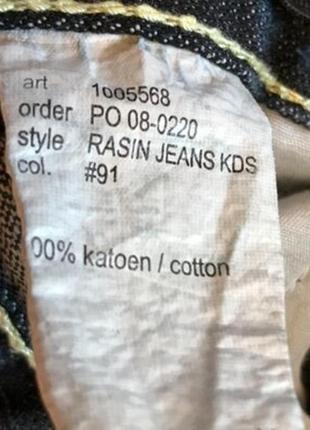 art 1005568
order PO 08-0220
style RASIN JEANS KDS
col. #91
00% katoen / cotton